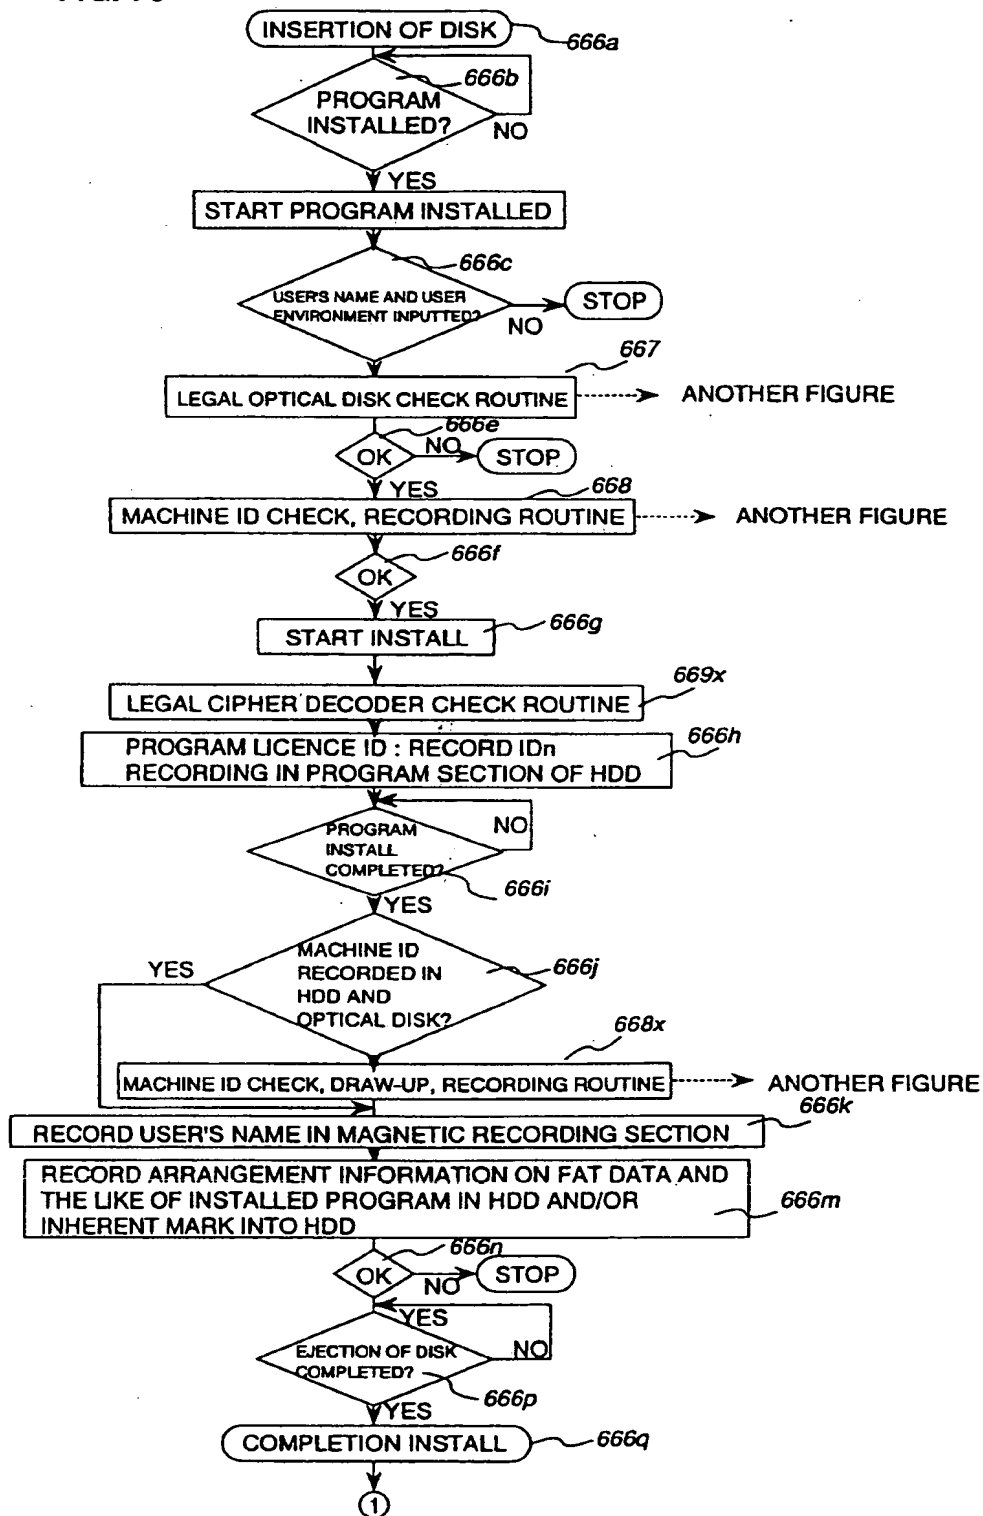 INSERTION OF DISK
666a
666b
PROGRAM
INSTALLED?
NO
YES
START PROGRAM INSTALLED
666c
USER'S NAME AND USER
ENVIRONMENT INPUTTED?
STOP
NO
667
LEGAL OPTICAL DISK CHECK ROUTINE
ANOTHER FIGURE
666e
OK
NO
STOP
YES
668
MACHINE ID CHECK, RECORDING ROUTINE
ANOTHER FIGURE
666f
OK
YES
START INSTALL
666g
LEGAL CIPHER DECODER CHECK ROUTINE
669x
PROGRAM LICENCE ID : RECORD IDn
RECORDING IN PROGRAM SECTION OF HDD
666h
NO
PROGRAM
INSTALL
COMPLETED?
666i
YES
MACHINE ID
RECORDED IN
HDD AND
OPTICAL DISK?
YES
666j
668x
MACHINE ID CHECK, DRAW-UP, RECORDING ROUTINE
ANOTHER FIGURE
666k
RECORD USER'S NAME IN MAGNETIC RECORDING SECTION
RECORD ARRANGEMENT INFORMATION ON FAT DATA AND
THE LIKE OF INSTALLED PROGRAM IN HDD AND/OR
INHERENT MARK INTO HDD
666m
666n
OK
NO
STOP
YES
EJECTION OF DISK
COMPLETED?
NO
666p
YES
COMPLETION INSTALL
666q
1